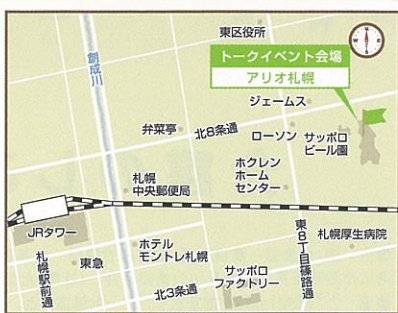 東区役所
トークイベント会場
アリオ札幌
創成川
ジェームス
弁菜亭
北8条通
ローソン
サッポロ
ビール園
ホクレン
ホーム
センター
札幌
中央郵便局
JRタワー
札幌駅前通
東急
ホテル
モントレ札幌
東8丁目篠路通
札幌厚生病院
サッポロ
ファクトリー
北3条通